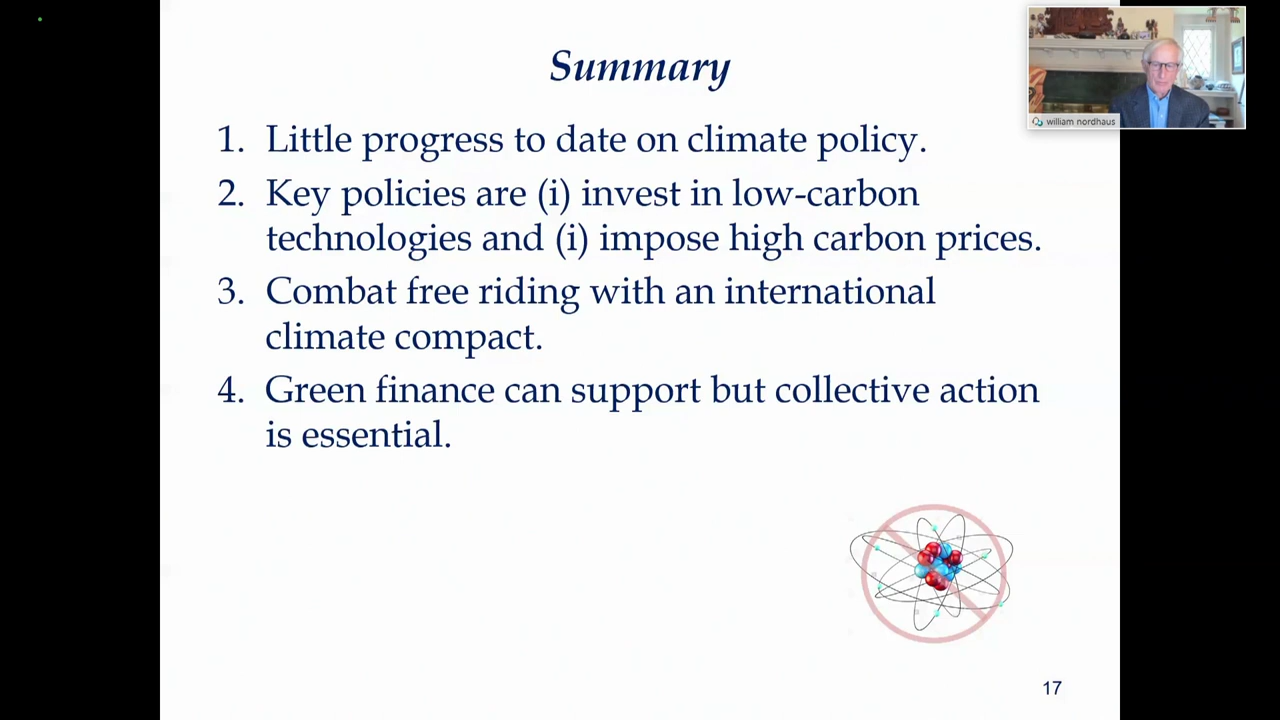 Summary
william nordhaus
1. Little progress to date on climate policy.
2. Key policies are (i) invest in low-carbon
technologies and (i) impose high carbon prices.
3. Combat free riding with an international
climate compact.
4. Green finance can support but collective action
is essential.
17